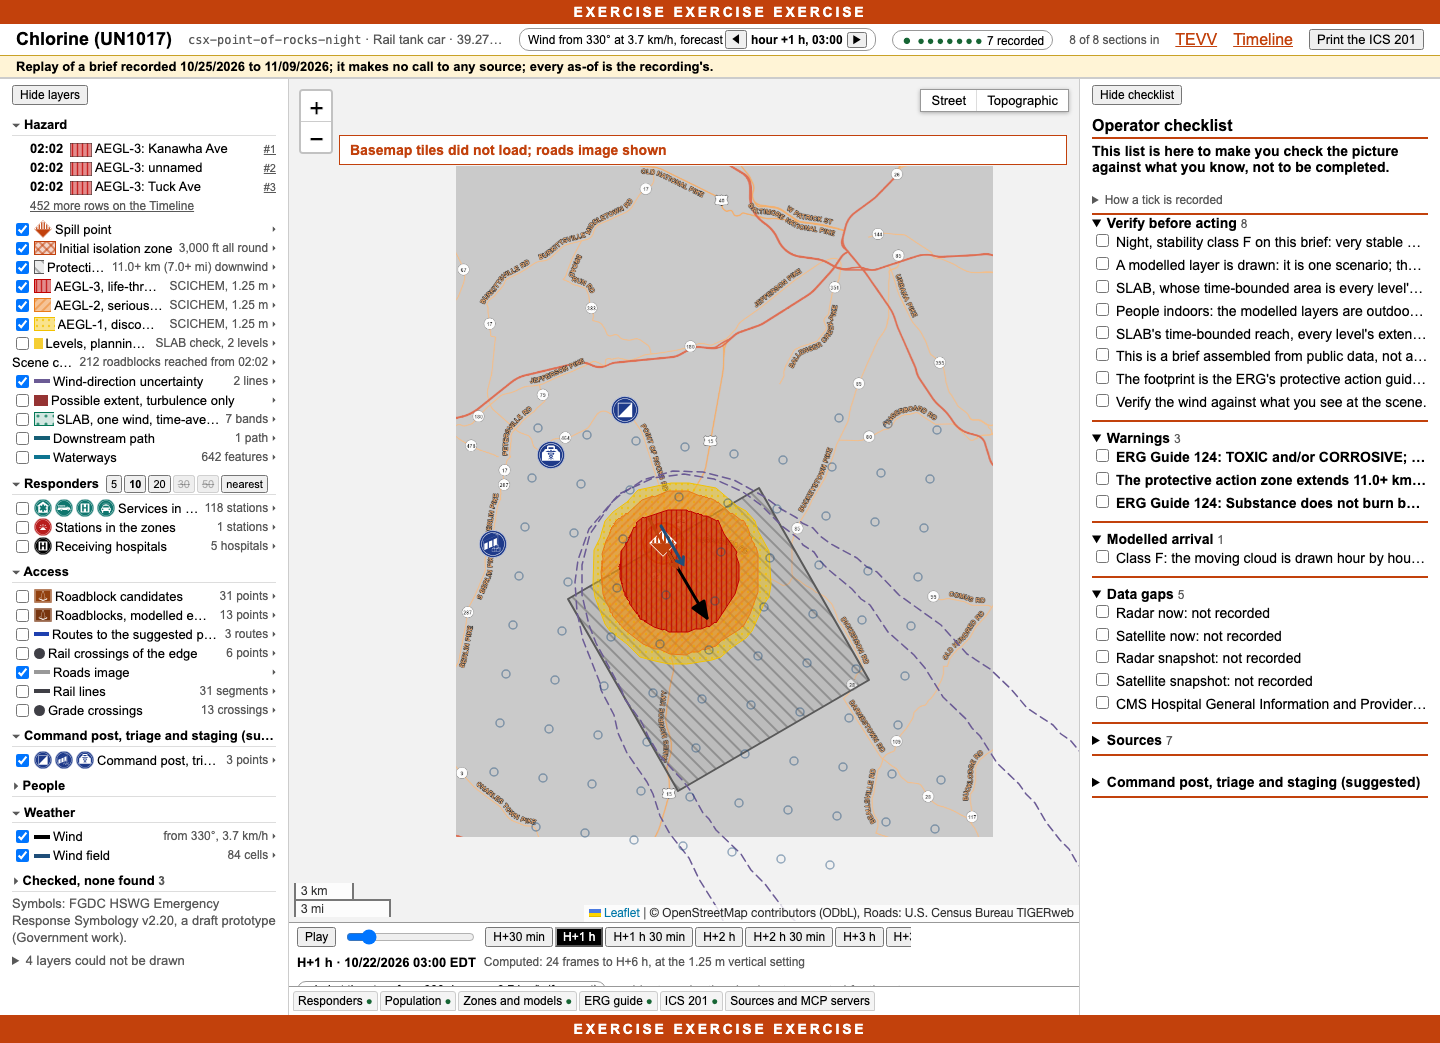 EXERCISE EXERCISE EXERCISE
Chlorine (UN1017) csx-point-of-rocks-night · Rail tank car · 39.27… Wind from 330° at 3.7 km/h, forecast ◀ hour +1 h, 03:00 ▶ 7 recorded 8 of 8 sections in TEVV Timeline Print the ICS 201
Replay of a brief recorded 10/25/2026 to 11/09/2026; it makes no call to any source; every as-of is the recording's.
Hide layers
Hazard
02:02 AEGL-3: Kanawha Ave #1
02:02 AEGL-3: unnamed #2
02:02 AEGL-3: Tuck Ave #3
452 more rows on the Timeline
Spill point
Initial isolation zone 3,000 ft all round
Protecti… 11.0+ km (7.0+ mi) downwind
AEGL-3, life-thr… SCICHEM, 1.25 m
AEGL-2, serious… SCICHEM, 1.25 m
AEGL-1, disco… SCICHEM, 1.25 m
Levels, plannin… SLAB check, 2 levels
Scene c… 212 roadblocks reached from 02:02
Wind-direction uncertainty 2 lines
Possible extent, turbulence only
SLAB, one wind, time-ave… 7 bands
Downstream path 1 path
Waterways 642 features
Responders 5 10 20 30 50 nearest
Services in … 118 stations
Stations in the zones 1 stations
Receiving hospitals 5 hospitals
Access
Roadblock candidates 31 points
Roadblocks, modelled e… 13 points
Routes to the suggested p… 3 routes
Rail crossings of the edge 6 points
Roads image
Rail lines 31 segments
Grade crossings 13 crossings
Command post, triage and staging (su…
Command post, tri… 3 points
People
Weather
Wind from 330°, 3.7 km/h
Wind field 84 cells
Checked, none found 3
Symbols: FGDC HSWG Emergency
Response Symbology v2.20, a draft prototype
(Government work).
4 layers could not be drawn
+
−
Street Topographic
Basemap tiles did not load; roads image shown
OLD NATIONAL PIKE
W PATRICK ST
BALTIMORE NATIONAL PIKE
JEFFERSON PIKE
JEFFERSON PIKE
3 km
3 mi
Leaflet | © OpenStreetMap contributors (ODbL), Roads: U.S. Census Bureau TIGERweb
Play H+30 min H+1 h H+1 h 30 min H+2 h H+2 h 30 min H+3 h
H+1 h · 10/22/2026 03:00 EDT Computed: 24 frames to H+6 h, at the 1.25 m vertical setting
Responders Population Zones and models ERG guide ICS 201 Sources and MCP servers
Hide checklist
Operator checklist
This list is here to make you check the picture
against what you know, not to be completed.
How a tick is recorded
Verify before acting 8
Night, stability class F on this brief: very stable …
A modelled layer is drawn: it is one scenario; th…
SLAB, whose time-bounded area is every level'…
People indoors: the modelled layers are outdoo…
SLAB's time-bounded reach, every level's exten…
This is a brief assembled from public data, not a…
The footprint is the ERG's protective action guid…
Verify the wind against what you see at the scene.
Warnings 3
ERG Guide 124: TOXIC and/or CORROSIVE; …
The protective action zone extends 11.0+ km…
ERG Guide 124: Substance does not burn b…
Modelled arrival 1
Class F: the moving cloud is drawn hour by hou…
Data gaps 5
Radar now: not recorded
Satellite now: not recorded
Radar snapshot: not recorded
Satellite snapshot: not recorded
CMS Hospital General Information and Provider…
Sources 7
Command post, triage and staging (suggested)
EXERCISE EXERCISE EXERCISE